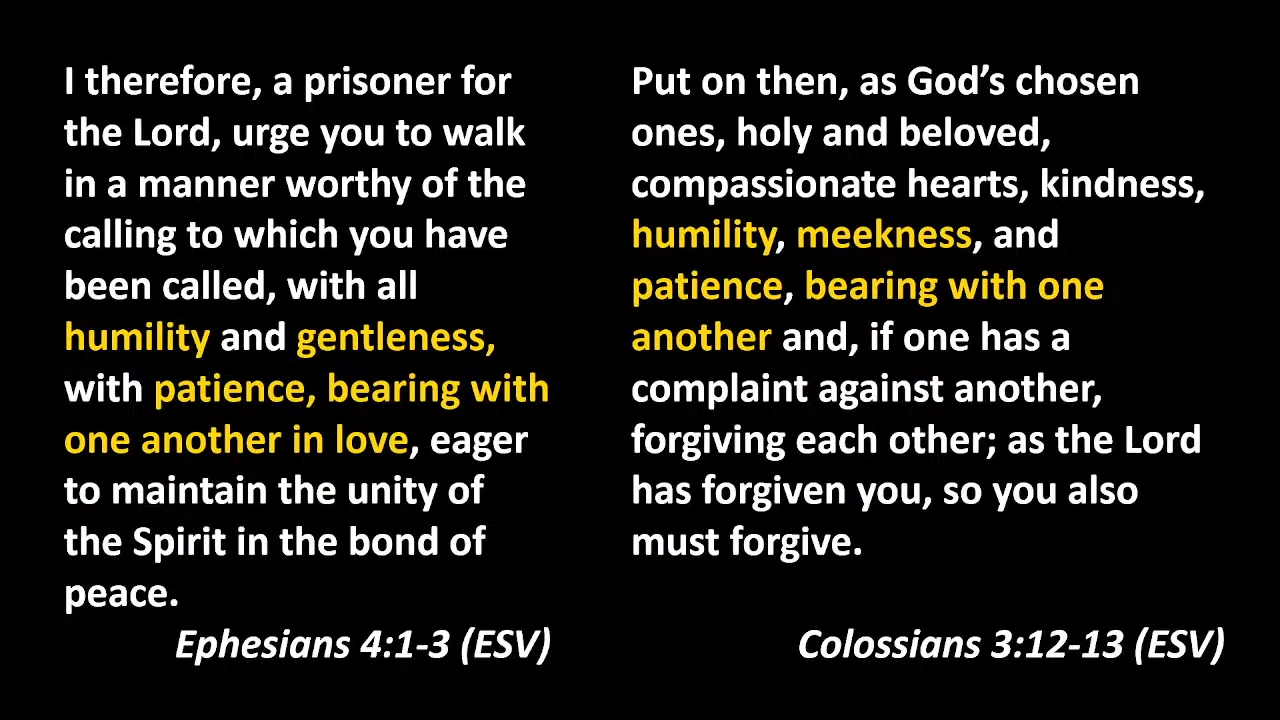 I therefore, a prisoner for
the Lord, urge you to walk
in a manner worthy of the
calling to which you have
been called, with all
humility and gentleness,
with patience, bearing with
one another in love, eager
to maintain the unity of
the Spirit in the bond of
peace.
Ephesians 4:1-3 (ESV)
Put on then, as God’s chosen
ones, holy and beloved,
compassionate hearts, kindness,
humility, meekness, and
patience, bearing with one
another and, if one has a
complaint against another,
forgiving each other; as the Lord
has forgiven you, so you also
must forgive.
Colossians 3:12-13 (ESV)